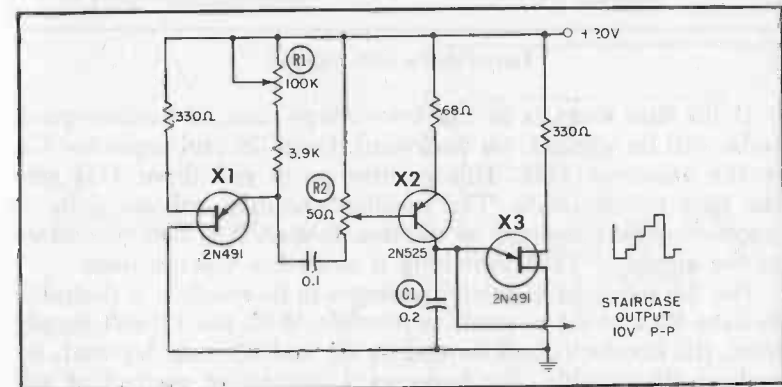 + 20V
R1
100K
330Ω
68Ω
330Ω
3.9K
X1
R2
X2
50Ω
X3
2N491
2N525
0.1
C1
0.2
2N491
STAIRCASE
OUTPUT
10V P-P